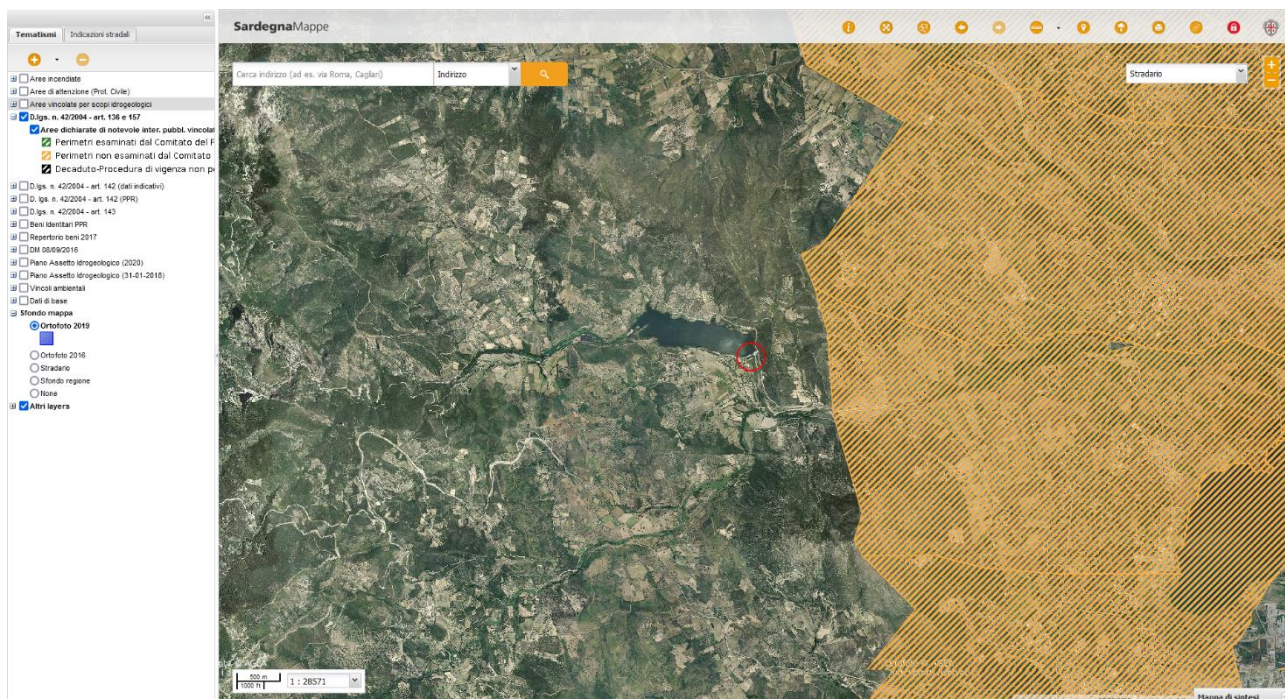 SardegnaMappe
Tematismi
Indicazioni stradali
Aree incendiate
Aree di attenzione (Prot. Civile)
Aree vincolate per scopi idrogeologici
D.lgs. n. 42/2004 - art. 136 e 157
Aree dichiarate di notevole inter. pubbl. vincolat
Perimetri esaminati dal Comitato del F
Perimetri non esaminati dal Comitato
Decaduto-Procedura di vigenza non p
D.lgs. n. 42/2004 - art. 142 (dati indicativi)
D. lgs. n. 42/2004 - art. 142 (PPR)
D.lgs. n. 42/2004 - art. 143
Beni Identitari PPR
Repertorio beni 2017
DM 08/09/2016
Piano Assetto Idrogeologico (2020)
Piano Assetto Idrogeologico (31-01-2018)
Vincoli ambientali
Dati di base
Sfondo mappa
Ortofoto 2019
Ortofoto 2016
Stradario
Sfondo regione
None
Altri layers
Cerca indirizzo (ad es. via Roma, Cagliari)
Indirizzo
Stradario
500 m
1000 ft
1 : 28571
Mappa di sintesi